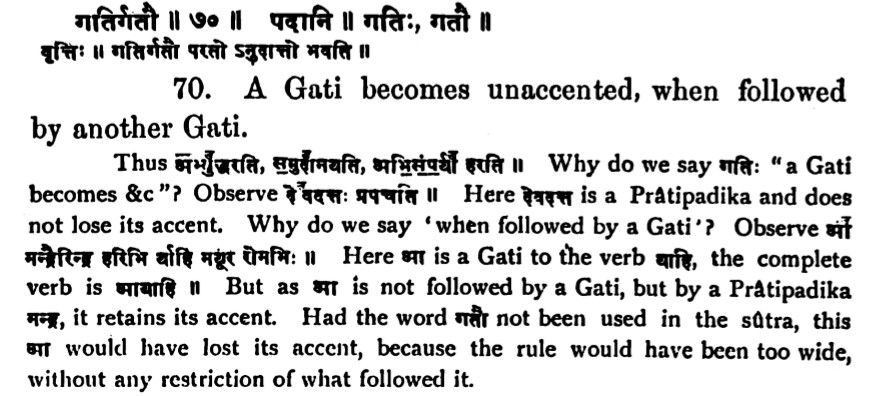 गतिर्गतौ ॥ ७० ॥ पदानि ॥ गतिः, गतौ ॥
वृत्तिः ॥ गतिर्गतौ परतो ऽनुदात्तो भवति ॥
70. A Gati becomes unaccented, when followed
by another Gati.
Thus अभ्यु॑द्धरति, स॒मुदा॑नयति, अ॒भि॒सं॒पर्या॑ हरति ॥ Why do we say गतिः "a Gati
becomes &c"? Observe दे॒वद॑त्तः प्रपचति ॥ Here देवदत्त is a Prâtipadika and does
not lose its accent. Why do we say 'when followed by a Gati'? Observe आ
मन्द्रैरिन्द्र हरिभि र्याहि मयूर रोमभिः ॥ Here आ is a Gati to the verb याहि, the complete
verb is आयाहि ॥ But as आ is not followed by a Gati, but by a Prâtipadika
मन्द्र, it retains its accent. Had the word गतौ not been used in the sûtra, this
आ would have lost its accent, because the rule would have been too wide,
without any restriction of what followed it.